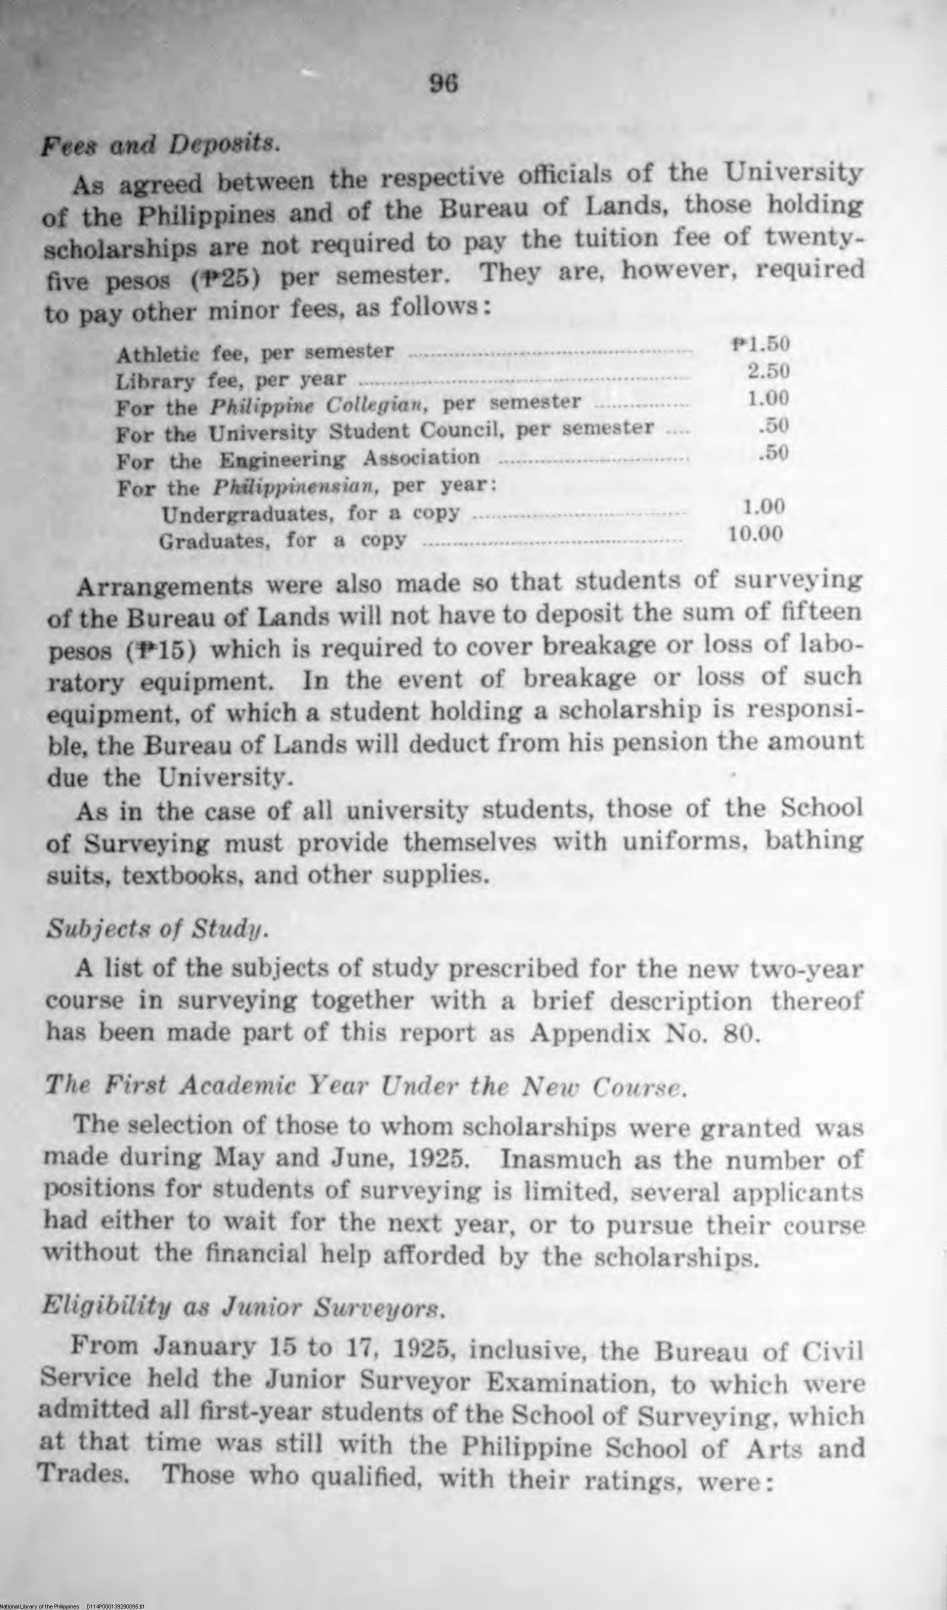 96
Fees and Deposits.
As agreed between the respective officials of the University
of the Philippines and of the Bureau of Lands, those holding
scholarships are not required to pay the tuition fee of twenty-
five pesos (₱25) per semester. They are, however, required
to pay other minor fees, as follows:
Athletic fee, per semester ........ ₱1.50
Library fee, per year ........ 2.50
For the Philippine Collegian, per semester ........ 1.00
For the University Student Council, per semester .... .50
For the Engineering Association ........ .50
For the Philippinensian, per year:
Undergraduates, for a copy ........ 1.00
Graduates, for a copy ........ 10.00
Arrangements were also made so that students of surveying
of the Bureau of Lands will not have to deposit the sum of fifteen
pesos (₱15) which is required to cover breakage or loss of labo-
ratory equipment. In the event of breakage or loss of such
equipment, of which a student holding a scholarship is responsi-
ble, the Bureau of Lands will deduct from his pension the amount
due the University.
As in the case of all university students, those of the School
of Surveying must provide themselves with uniforms, bathing
suits, textbooks, and other supplies.
Subjects of Study.
A list of the subjects of study prescribed for the new two-year
course in surveying together with a brief description thereof
has been made part of this report as Appendix No. 80.
The First Academic Year Under the New Course.
The selection of those to whom scholarships were granted was
made during May and June, 1925. Inasmuch as the number of
positions for students of surveying is limited, several applicants
had either to wait for the next year, or to pursue their course
without the financial help afforded by the scholarships.
Eligibility as Junior Surveyors.
From January 15 to 17, 1925, inclusive, the Bureau of Civil
Service held the Junior Surveyor Examination, to which were
admitted all first-year students of the School of Surveying, which
at that time was still with the Philippine School of Arts and
Trades. Those who qualified, with their ratings, were:
National Library of the Philippines